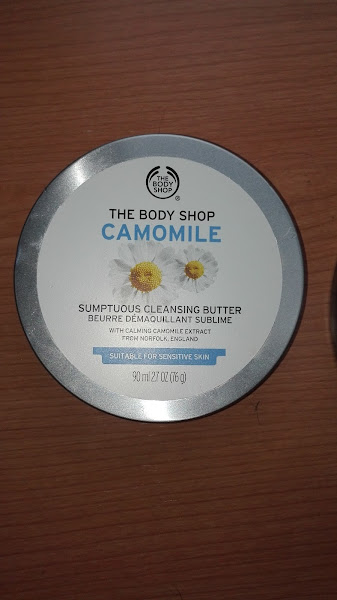 THE
BODY
SHOP
®
THE BODY SHOP
CAMOMILE
SUMPTUOUS CLEANSING BUTTER
BEURRE DÉMAQUILLANT SUBLIME
WITH CALMING CAMOMILE EXTRACT
FROM NORFOLK, ENGLAND
SUITABLE FOR SENSITIVE SKIN
90 ml 2.7 OZ (76 g)